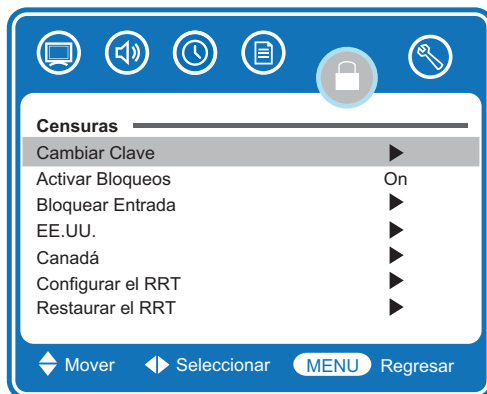 Censuras
Cambiar Clave
Activar Bloqueos On
Bloquear Entrada
EE.UU.
Canadá
Configurar el RRT
Restaurar el RRT
Mover Seleccionar MENU Regresar